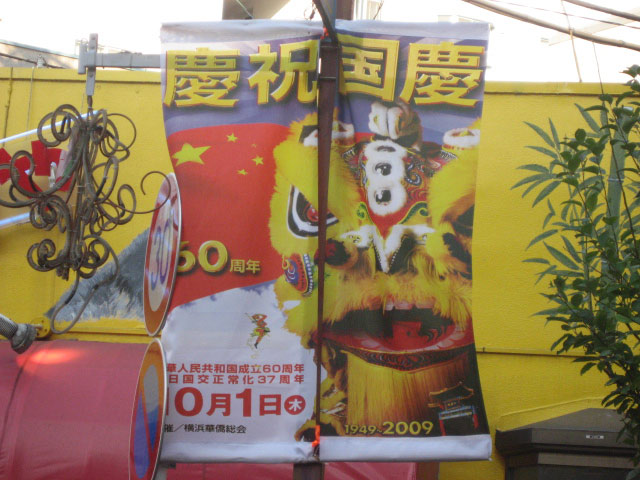 慶祝国慶
60周年
華人民共和国成立60周年
日国交正常化37周年
10月1日(木)
催/横浜華僑総会
1949-2009
30